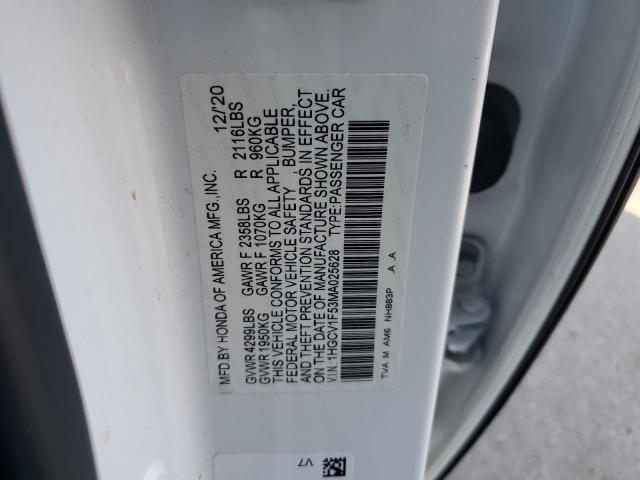 MFD.BY HONDA OF AMERICA MFG.,INC. 12/'20
GVWR 4299LBS GAWR F 2358LBS R 2116LBS
GVWR 1950KG GAWR F 1070KG R 960KG
THIS VEHICLE CONFORMS TO ALL APPLICABLE
FEDERAL MOTOR VEHICLE SAFETY , BUMPER,
AND THEFT PREVENTION STANDARDS IN EFFECT
ON THE DATE OF MANUFACTURE SHOWN ABOVE.
V.I.N.:1HGCV1F53MA025628 TYPE:PASSENGER CAR
TVA M AM6 NH883P .A .A
V7